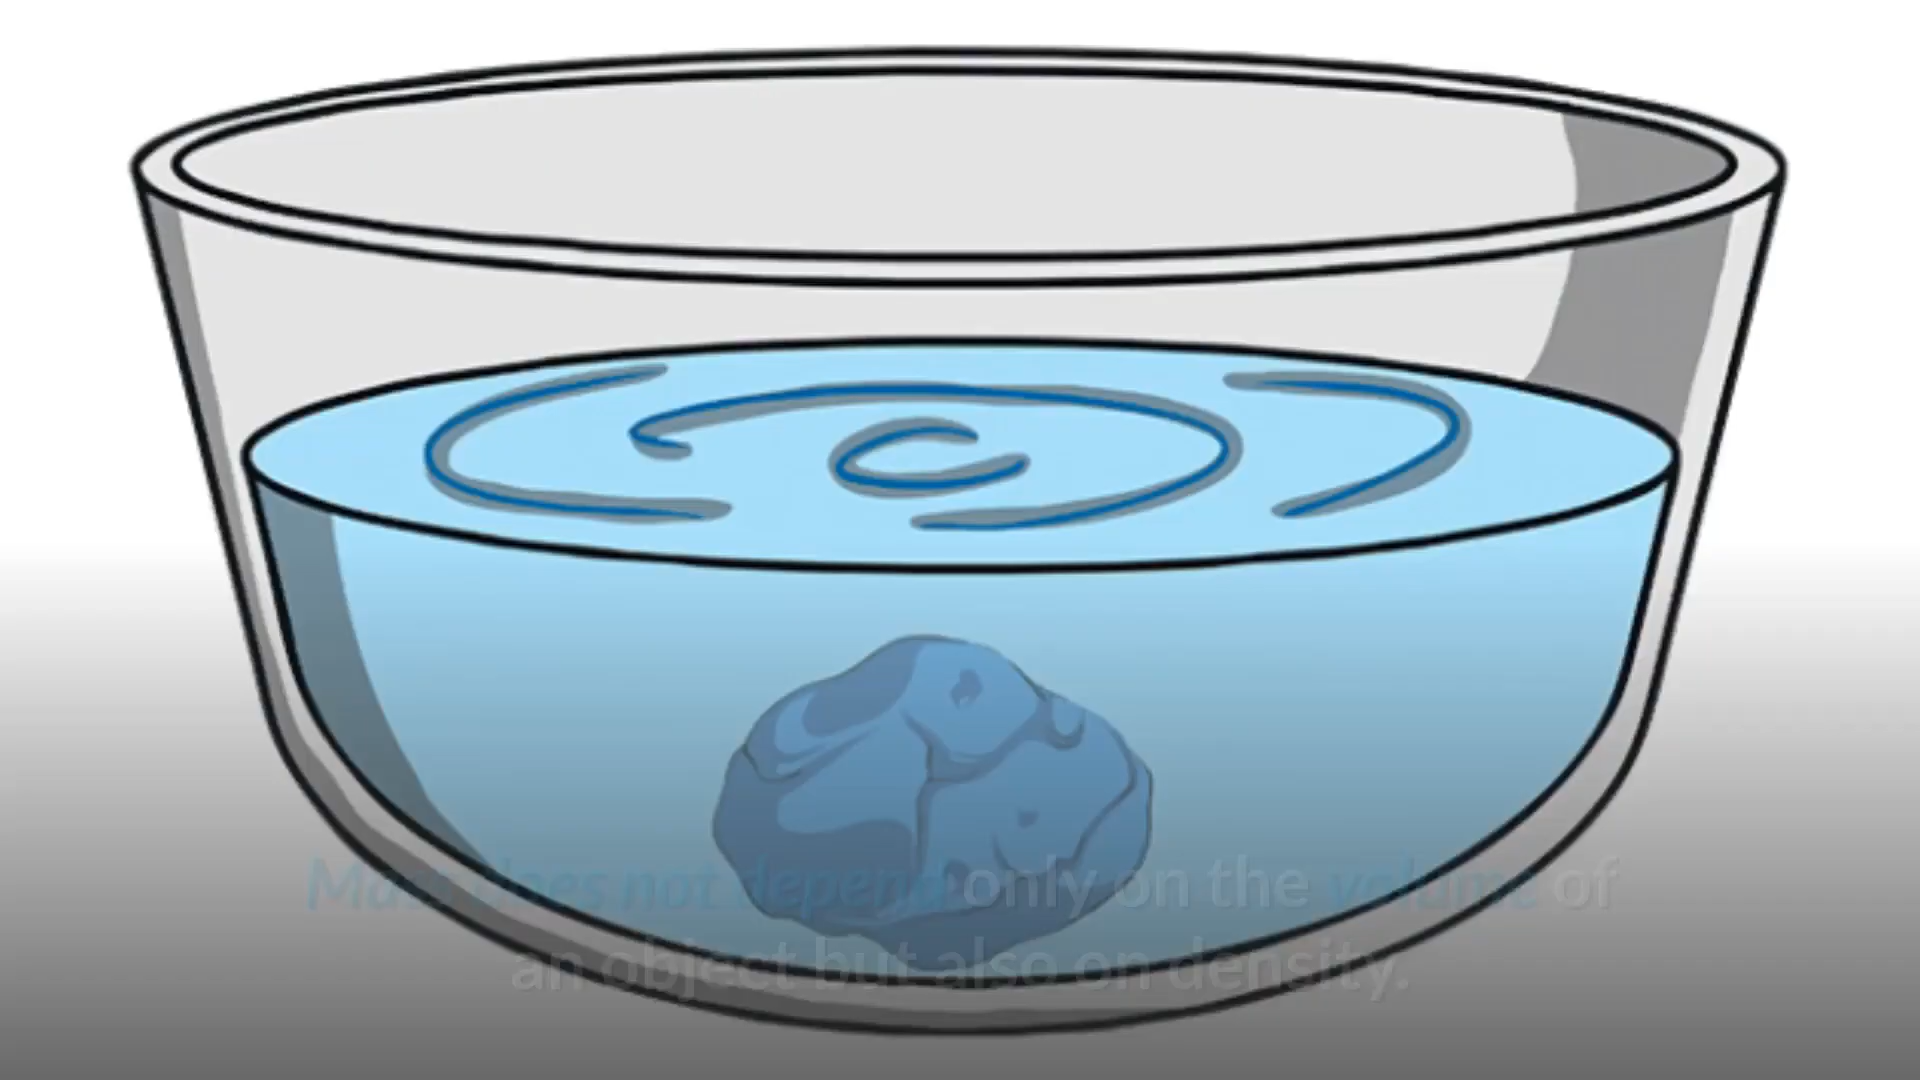 Mass does not depend only on the volume of
an object but also on density.